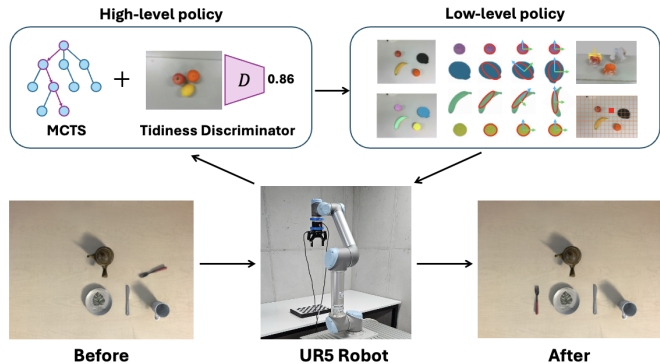 High-level policy
Low-level policy
D
0.86
MCTS
Tidiness Discriminator
Before
UR5 Robot
After